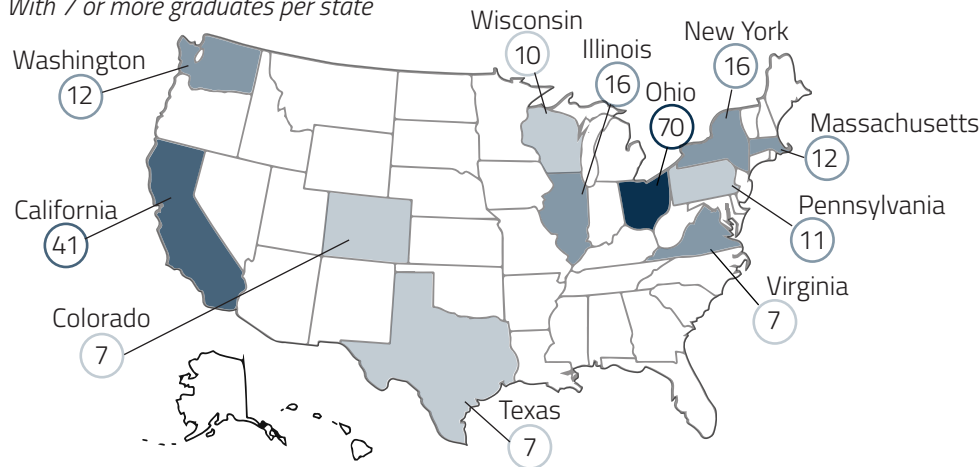 With 7 or more graduates per state
Wisconsin
10
New York
16
Illinois
16
Washington
12
Ohio
70
Massachusetts
12
California
41
Pennsylvania
11
Virginia
7
Colorado
7
Texas
7